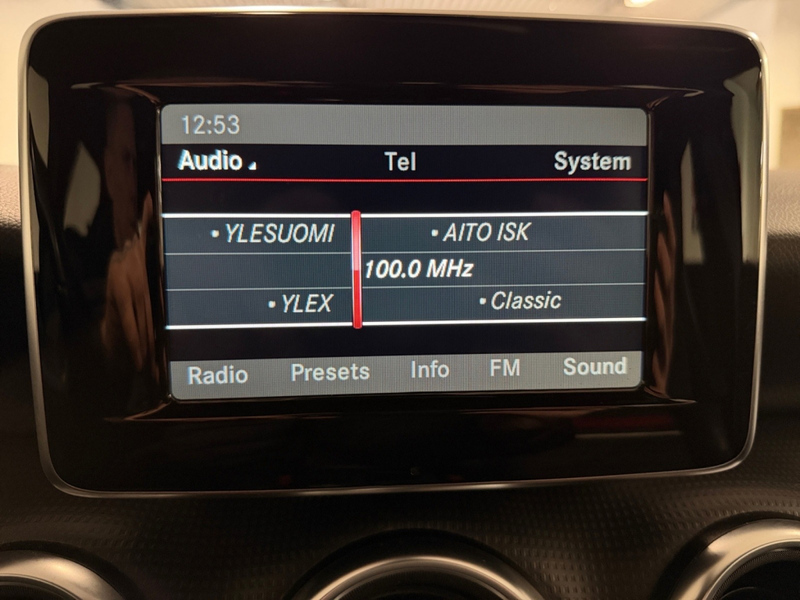 12:53
Audio Tel System
• YLESUOMI • AITO ISK
100.0 MHz
• YLEX • Classic
Radio Presets Info FM Sound